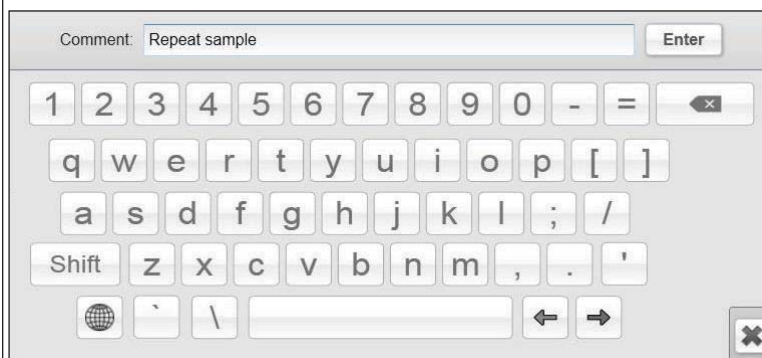 Comment: Repeat sample Enter
1 2 3 4 5 6 7 8 9 0 - =
q w e r t y u i o p [ ]
a s d f g h j k l ; /
Shift z x c v b n m , . '
` \